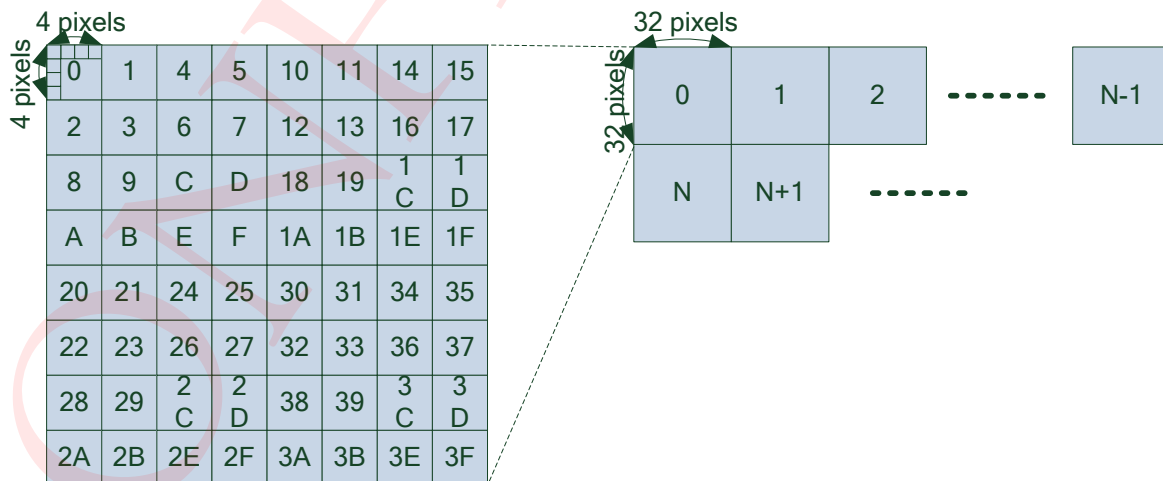 4 pixels
4 pixels
0 1 4 5 10 11 14 15
2 3 6 7 12 13 16 17
8 9 C D 18 19 1C 1D
A B E F 1A 1B 1E 1F
20 21 24 25 30 31 34 35
22 23 26 27 32 33 36 37
28 29 2C 2D 38 39 3C 3D
2A 2B 2E 2F 3A 3B 3E 3F
32 pixels
32 pixels
0 1 2 N-1
N N+1